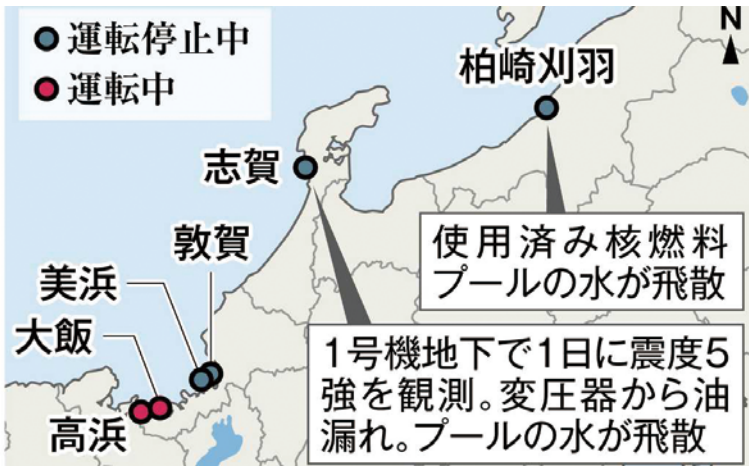 運転停止中
運転中
N
柏崎刈羽
志賀
敦賀
美浜
大飯
高浜
使用済み核燃料
プールの水が飛散
1号機地下で1日に震度5
強を観測。変圧器から油
漏れ。プールの水が飛散